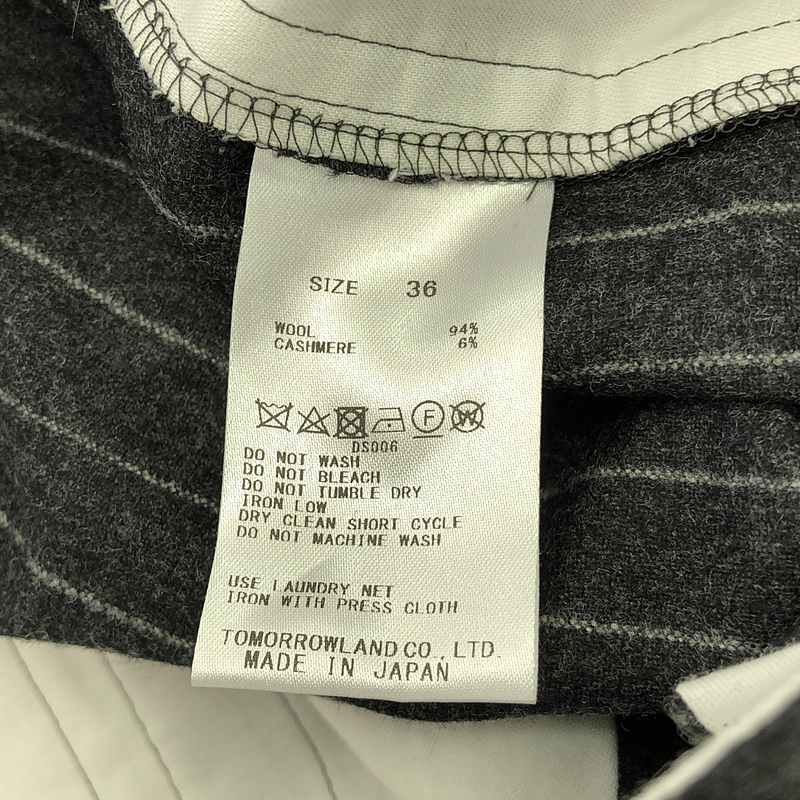 SIZE 36
WOOL 94%
CASHMERE 6%
F W
DS006
DO NOT WASH
DO NOT BLEACH
DO NOT TUMBLE DRY
IRON LOW
DRY CLEAN SHORT CYCLE
DO NOT MACHINE WASH
USE LAUNDRY NET
IRON WITH PRESS CLOTH
TOMORROWLAND CO., LTD.
MADE IN JAPAN